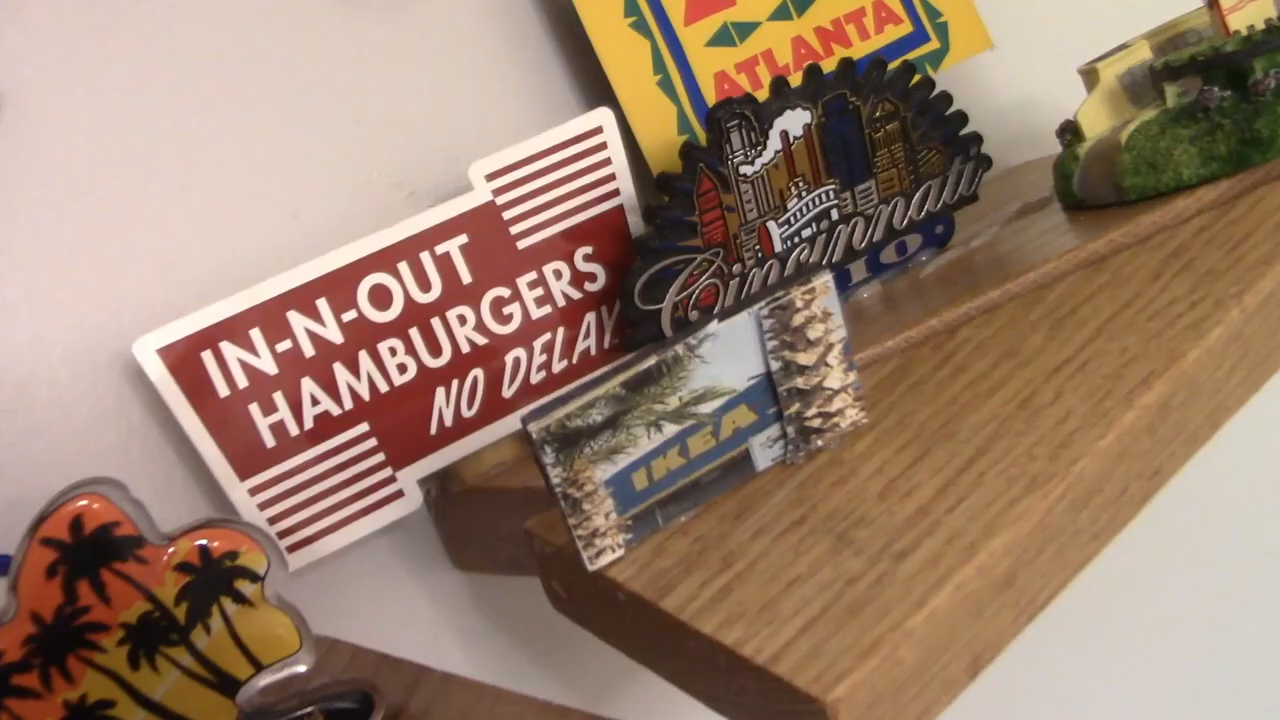 ATLANTA
Cincinnati
IN-N-OUT
HAMBURGERS
NO DELAY
IKEA